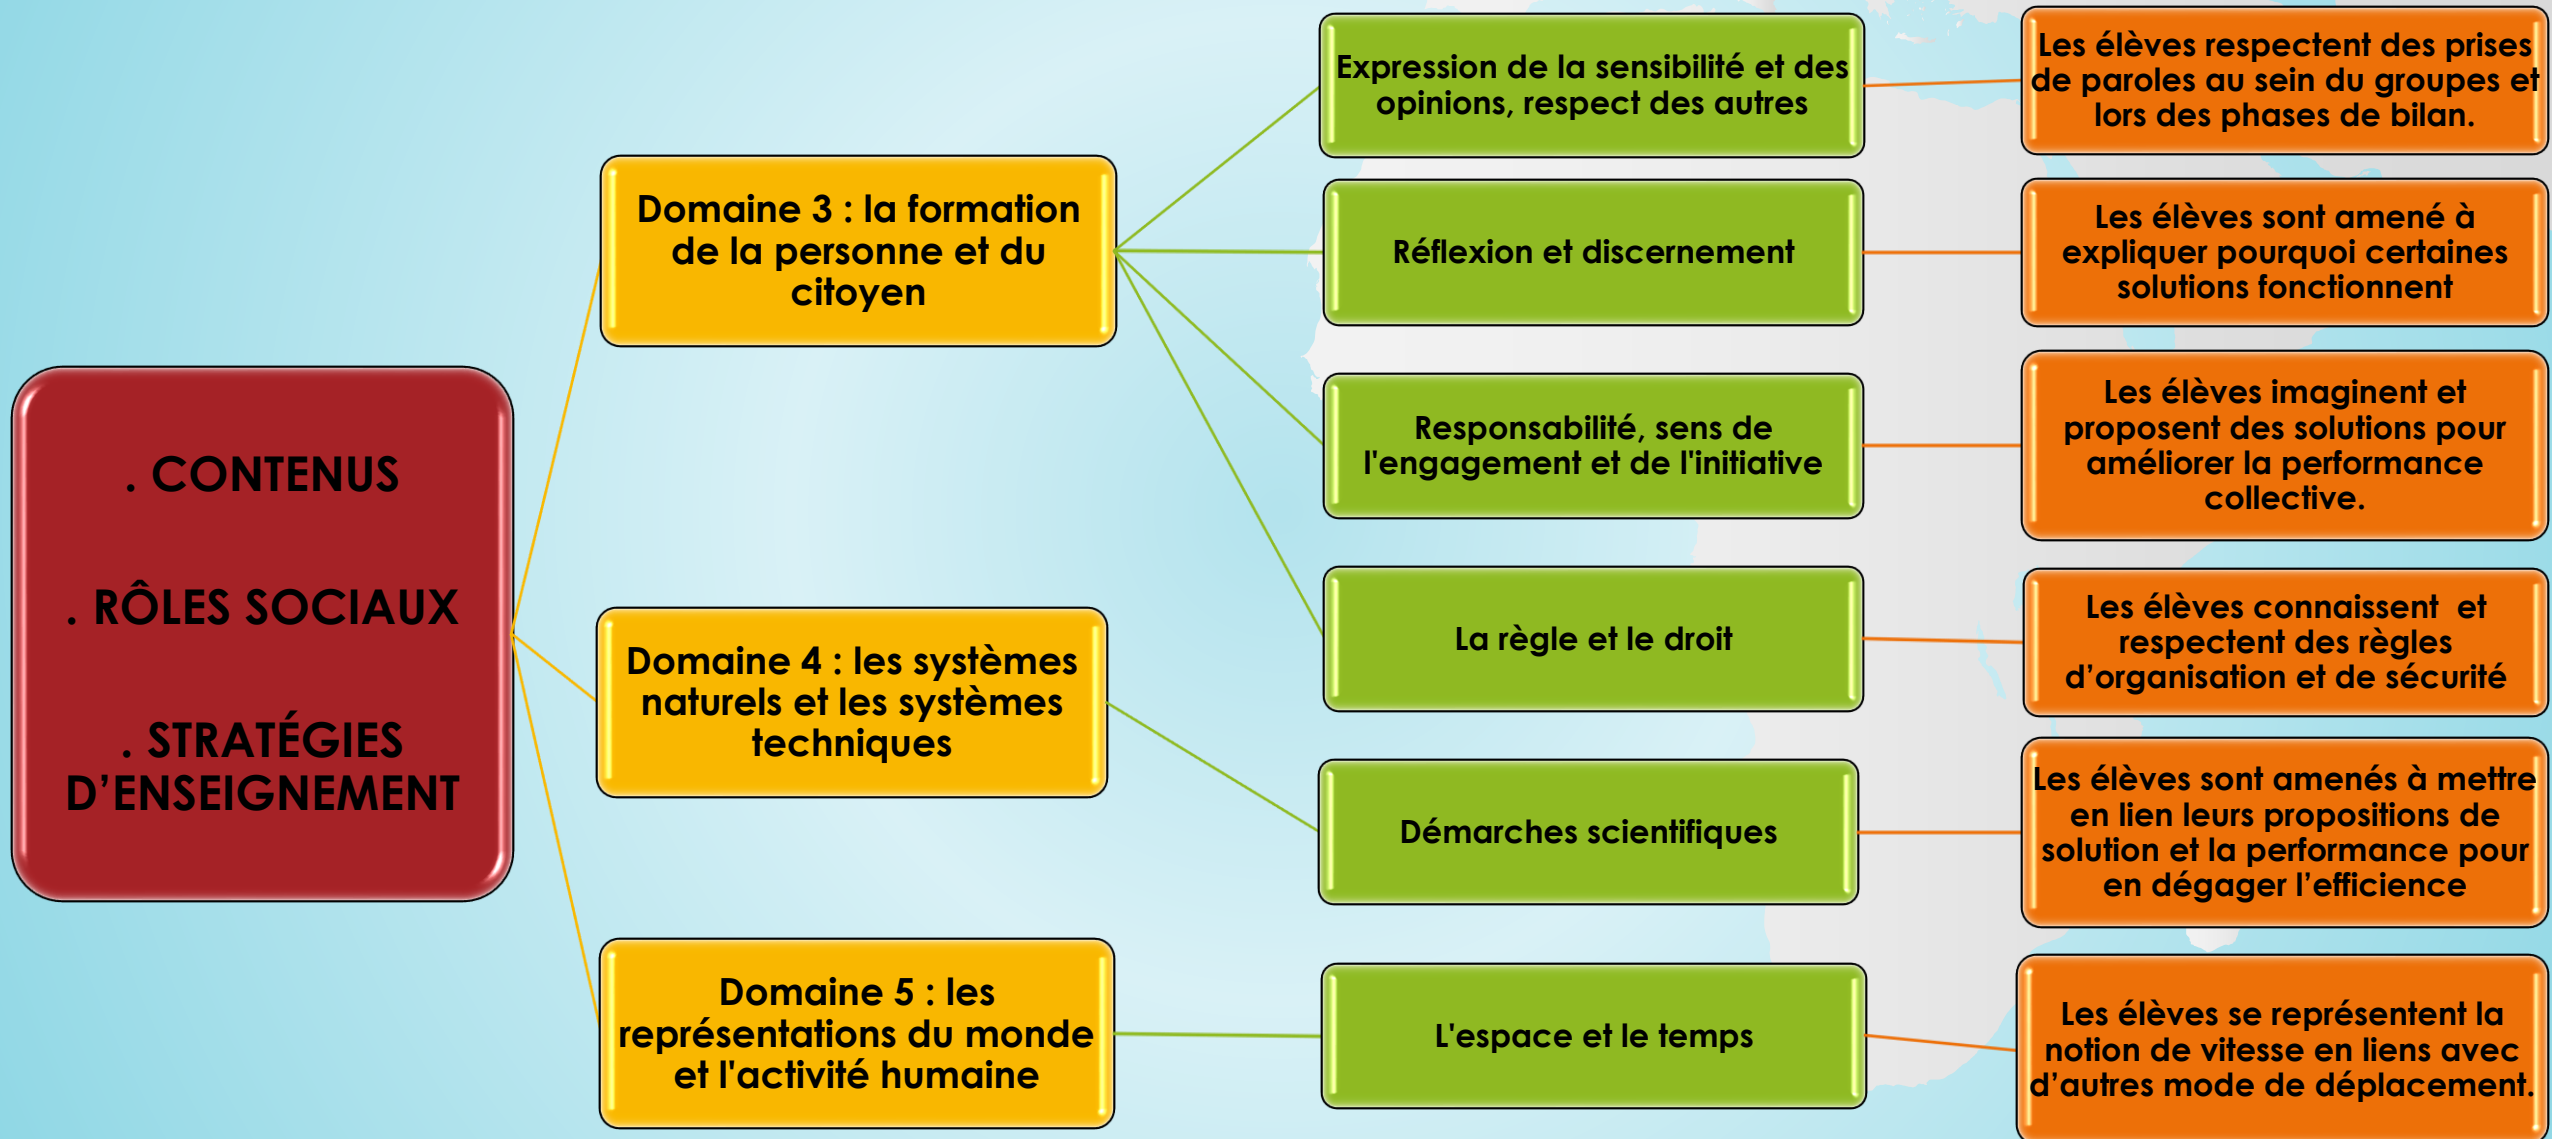 . CONTENUS
. RÔLES SOCIAUX
. STRATÉGIES
D’ENSEIGNEMENT
Domaine 3 : la formation
de la personne et du
citoyen
Domaine 4 : les systèmes
naturels et les systèmes
techniques
Domaine 5 : les
représentations du monde
et l'activité humaine
Expression de la sensibilité et des
opinions, respect des autres
Réflexion et discernement
Responsabilité, sens de
l'engagement et de l'initiative
La règle et le droit
Démarches scientifiques
L'espace et le temps
Les élèves respectent des prises
de paroles au sein du groupes et
lors des phases de bilan.
Les élèves sont amené à
expliquer pourquoi certaines
solutions fonctionnent
Les élèves imaginent et
proposent des solutions pour
améliorer la performance
collective.
Les élèves connaissent et
respectent des règles
d’organisation et de sécurité
Les élèves sont amenés à mettre
en lien leurs propositions de
solution et la performance pour
en dégager l’efficience
Les élèves se représentent la
notion de vitesse en liens avec
d’autres mode de déplacement.